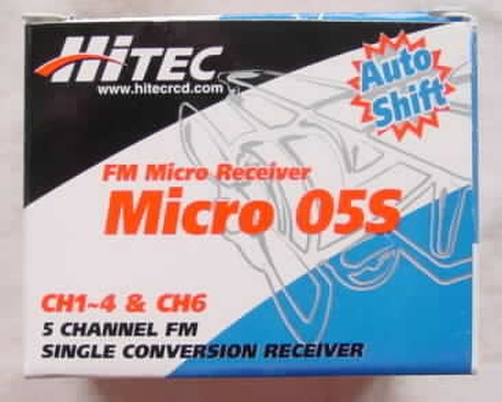 HiTEC
www.hitecrcd.com
Auto
Shift
FM Micro Receiver
Micro 05S
CH1~4 & CH6
5 CHANNEL FM
SINGLE CONVERSION RECEIVER